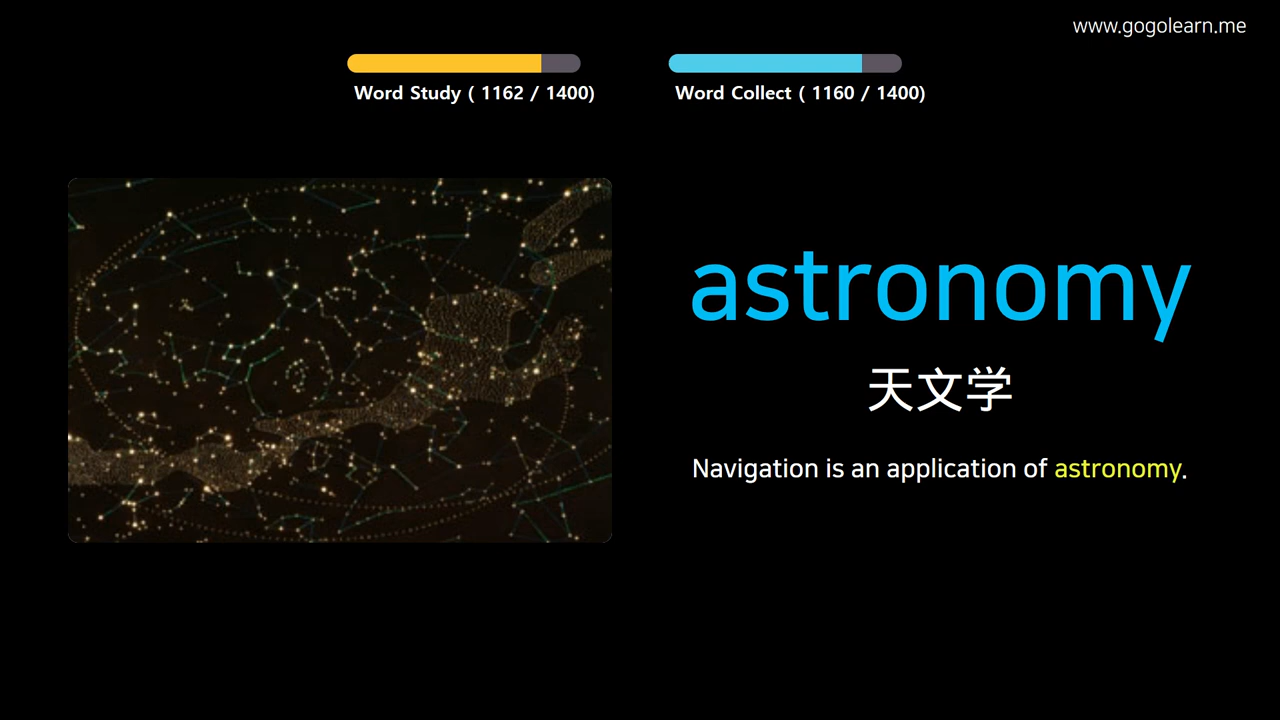 www.gogolearn.me
Word Study ( 1162 / 1400)
Word Collect ( 1160 / 1400)
astronomy
天文学
Navigation is an application of astronomy.